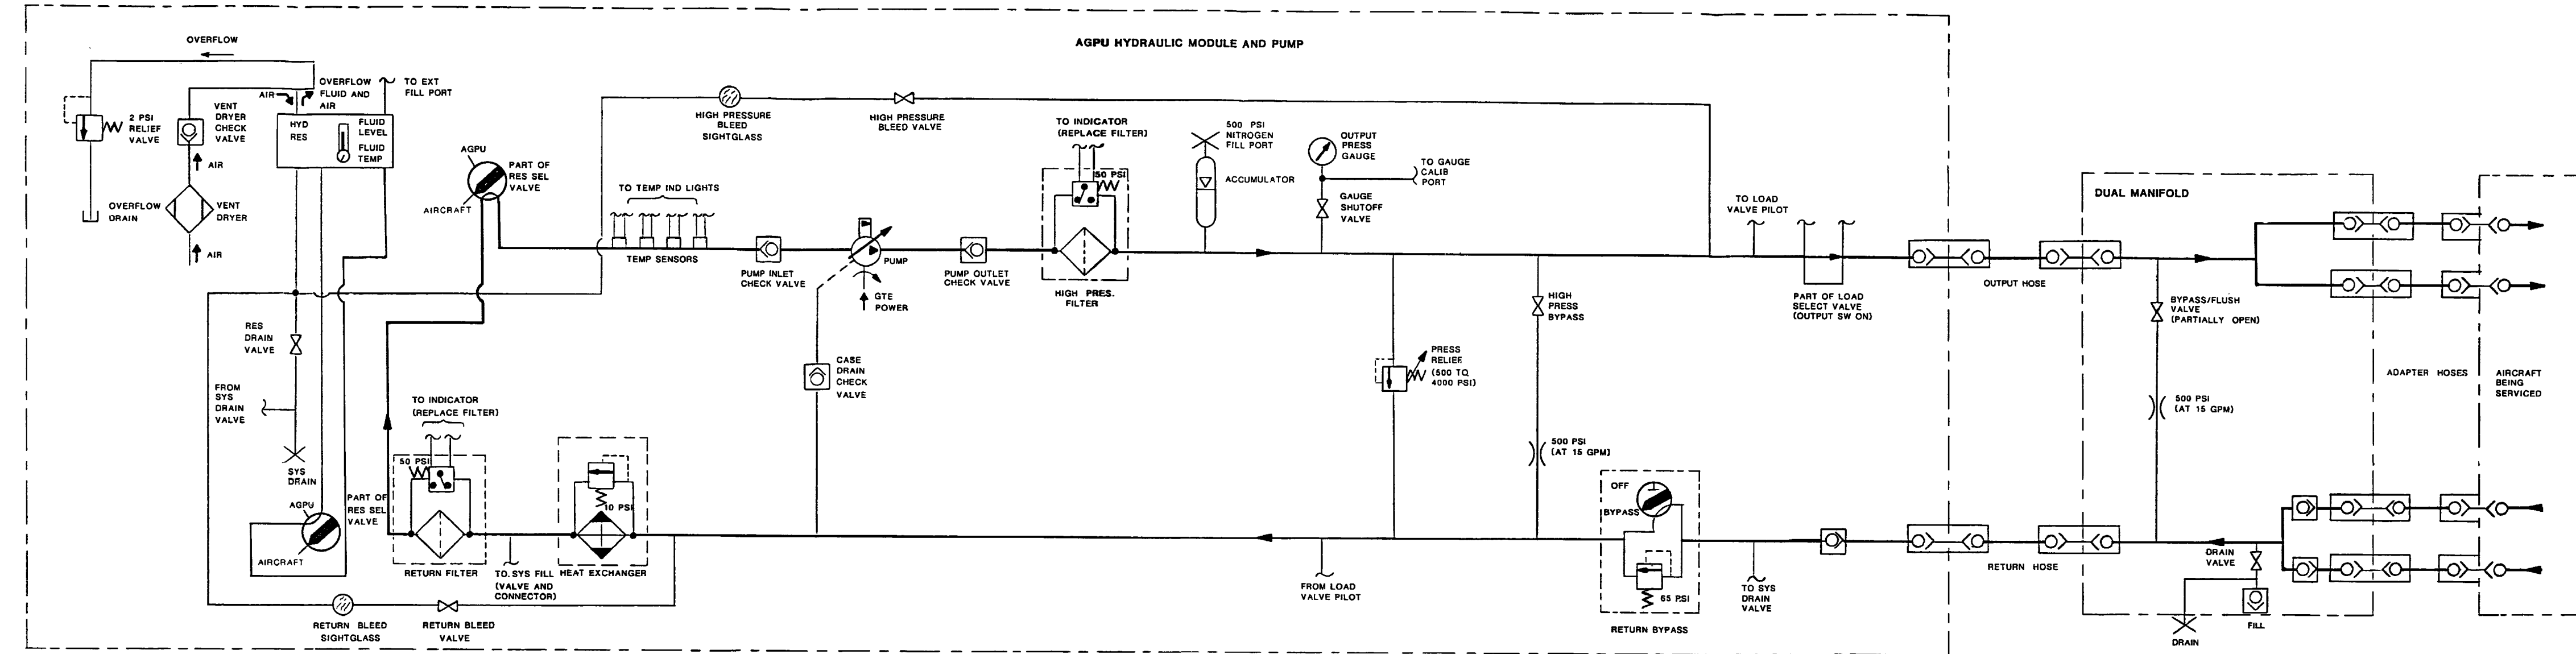 AGPU HYDRAULIC MODULE AND PUMP
OVERFLOW
OVERFLOW
FLUID AND
AIR
AIR
TO EXT
FILL PORT
2 PSI
RELIEF
VALVE
VENT
DRYER
CHECK
VALVE
HYD
RES
FLUID
LEVEL
FLUID
TEMP
AIR
OVERFLOW
DRAIN
VENT
DRYER
AIR
AGPU
PART OF
RES SEL
VALVE
AIRCRAFT
HIGH PRESSURE
BLEED
SIGHTGLASS
HIGH PRESSURE
BLEED VALVE
TO TEMP IND LIGHTS
TEMP SENSORS
PUMP INLET
CHECK VALVE
PUMP
GTE
POWER
PUMP OUTLET
CHECK VALVE
TO INDICATOR
(REPLACE FILTER)
50 PSI
HIGH PRES.
FILTER
500 PSI
NITROGEN
FILL PORT
ACCUMULATOR
OUTPUT
PRESS
GAUGE
TO GAUGE
CALIB
PORT
GAUGE
SHUTOFF
VALVE
TO LOAD
VALVE PILOT
PART OF LOAD
SELECT VALVE
(OUTPUT SW ON)
OUTPUT HOSE
DUAL MANIFOLD
BYPASS/FLUSH
VALVE
(PARTIALLY OPEN)
500 PSI
(AT 15 GPM)
ADAPTER HOSES
AIRCRAFT
BEING
SERVICED
HIGH
PRESS
BYPASS
PRESS
RELIEF
(500 TO
4000 PSI)
500 PSI
(AT 15 GPM)
CASE
DRAIN
CHECK
VALVE
RES
DRAIN
VALVE
FROM
SYS
DRAIN
VALVE
SYS
DRAIN
AGPU
PART OF
RES SEL
VALVE
AIRCRAFT
TO INDICATOR
(REPLACE FILTER)
50 PSI
RETURN FILTER
TO SYS FILL
(VALVE AND
CONNECTOR)
10 PSI
HEAT EXCHANGER
RETURN BLEED
SIGHTGLASS
RETURN BLEED
VALVE
FROM LOAD
VALVE PILOT
OFF
BYPASS
65 PSI
RETURN BYPASS
TO SYS
DRAIN
VALVE
RETURN HOSE
DRAIN
VALVE
FILL
DRAIN